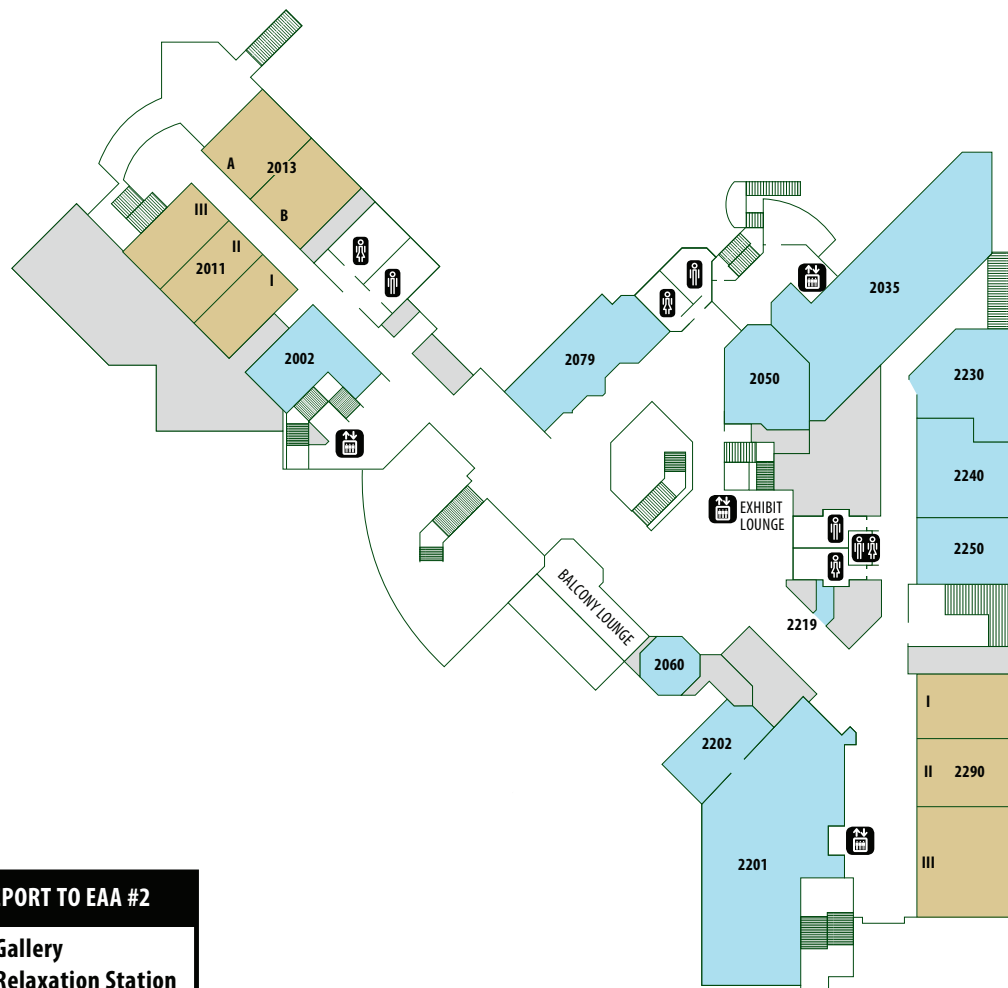 A
2013
B
III
II
2011
I
2002
2079
2035
2050
2230
2240
2250
EXHIBIT
LOUNGE
BALCONY LOUNGE
2219
2060
2202
2201
I
II 2290
III
PORT TO EAA #2
Gallery
Relaxation Station